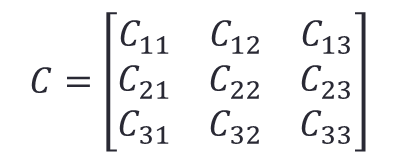 C₁₁ C₁₂ C₁₃
C = C₂₁ C₂₂ C₂₃
C₃₁ C₃₂ C₃₃